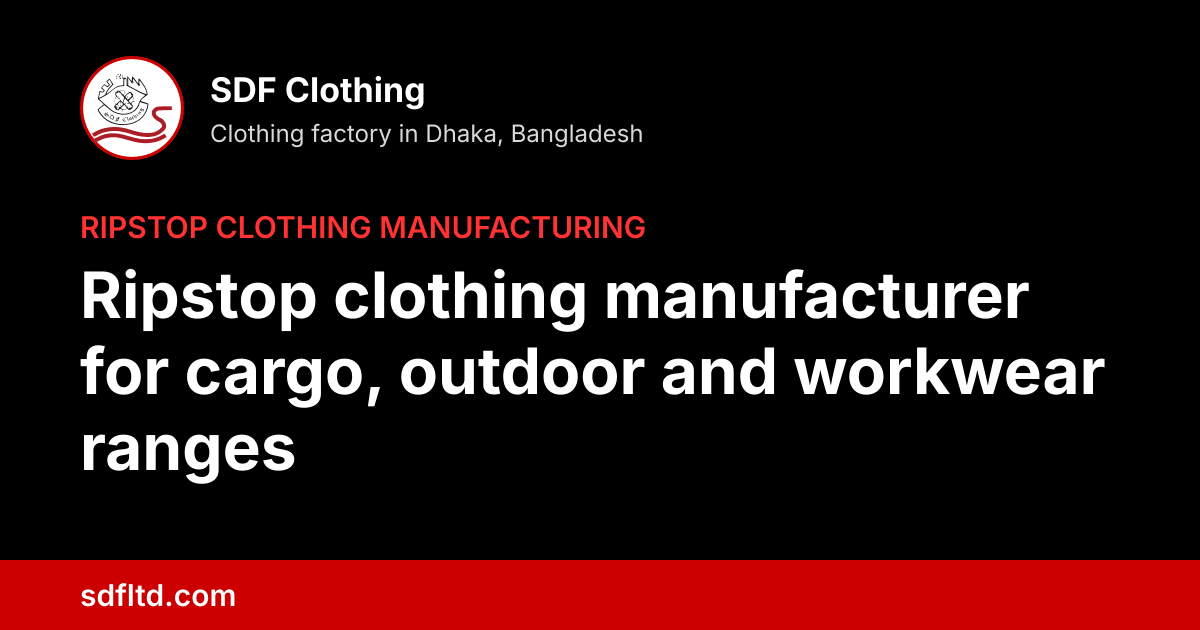 SDF Clothing
Clothing factory in Dhaka, Bangladesh
RIPSTOP CLOTHING MANUFACTURING
Ripstop clothing manufacturer
for cargo, outdoor and workwear
ranges
sdfltd.com